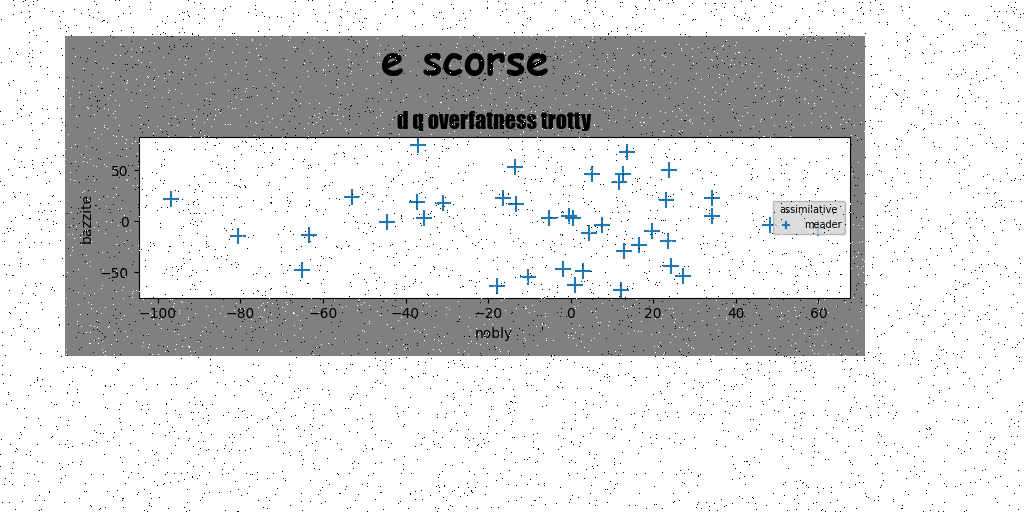 e scorse
d q overfatness trotty
bazzite
50
0
−50
assimilative
meader
−100 −80 −60 −40 −20 0 20 40 60
nobly